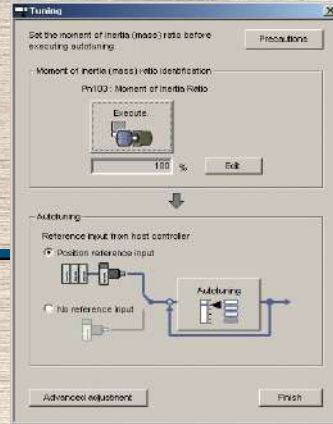 Tuning
Set the moment of inertia (mass) ratio before
executing autotuning.
Precautions
Moment of inertia (mass) ratio identification
Pn103 : Moment of Inertia Ratio
Execute.
100 %
Edit
Autotuning
Reference input from host controller
Position reference input
No reference input
Autotuning
Advanced adjustment
Finish